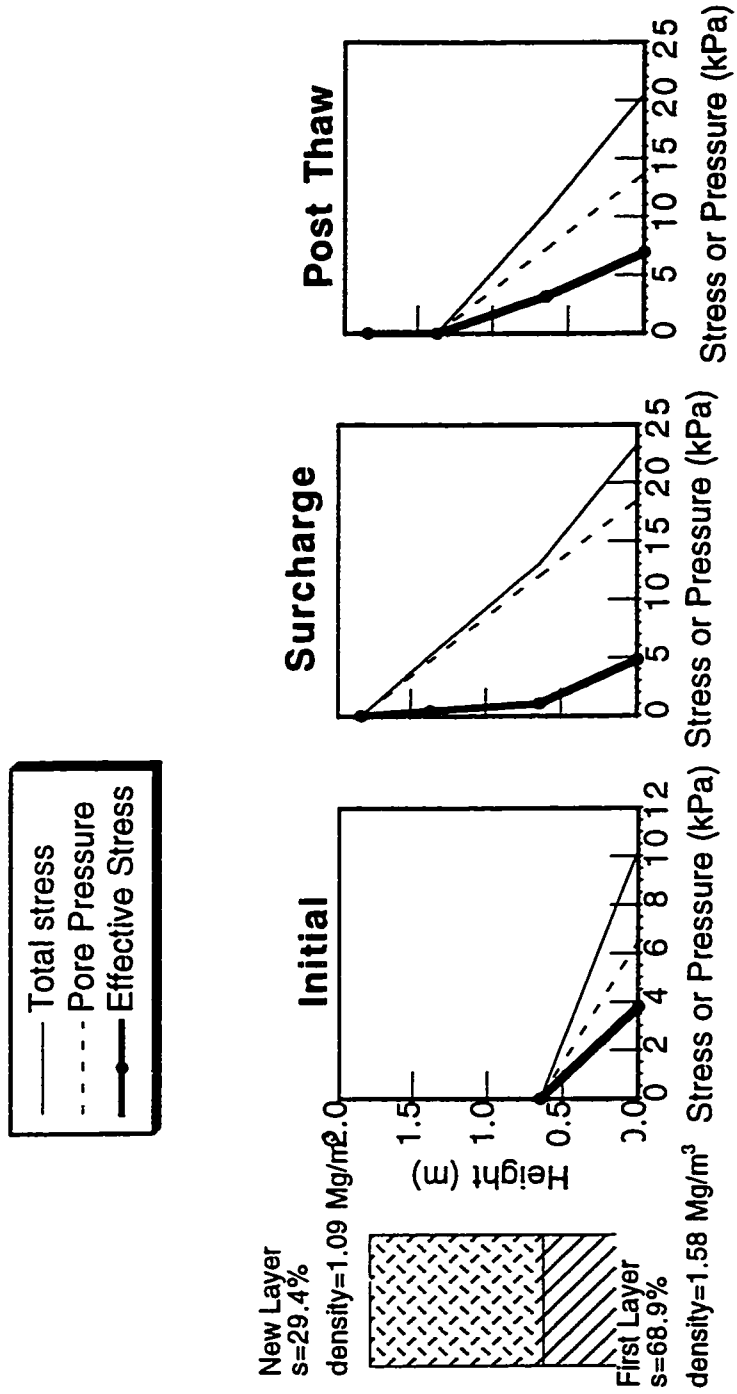 Total stress
Pore Pressure
Effective Stress
New Layer
s=29.4%
density=1.09 Mg/m
First Layer
s=68.9%
density=1.58 Mg/m³
Initial
Height (m)
2.0
1.5
1.0
0.5
0.0
0 2 4 6 8 10 12
Stress or Pressure (kPa)
Surcharge
0 5 10 15 20 25
Stress or Pressure (kPa)
Post Thaw
0 5 10 15 20 25
Stress or Pressure (kPa)